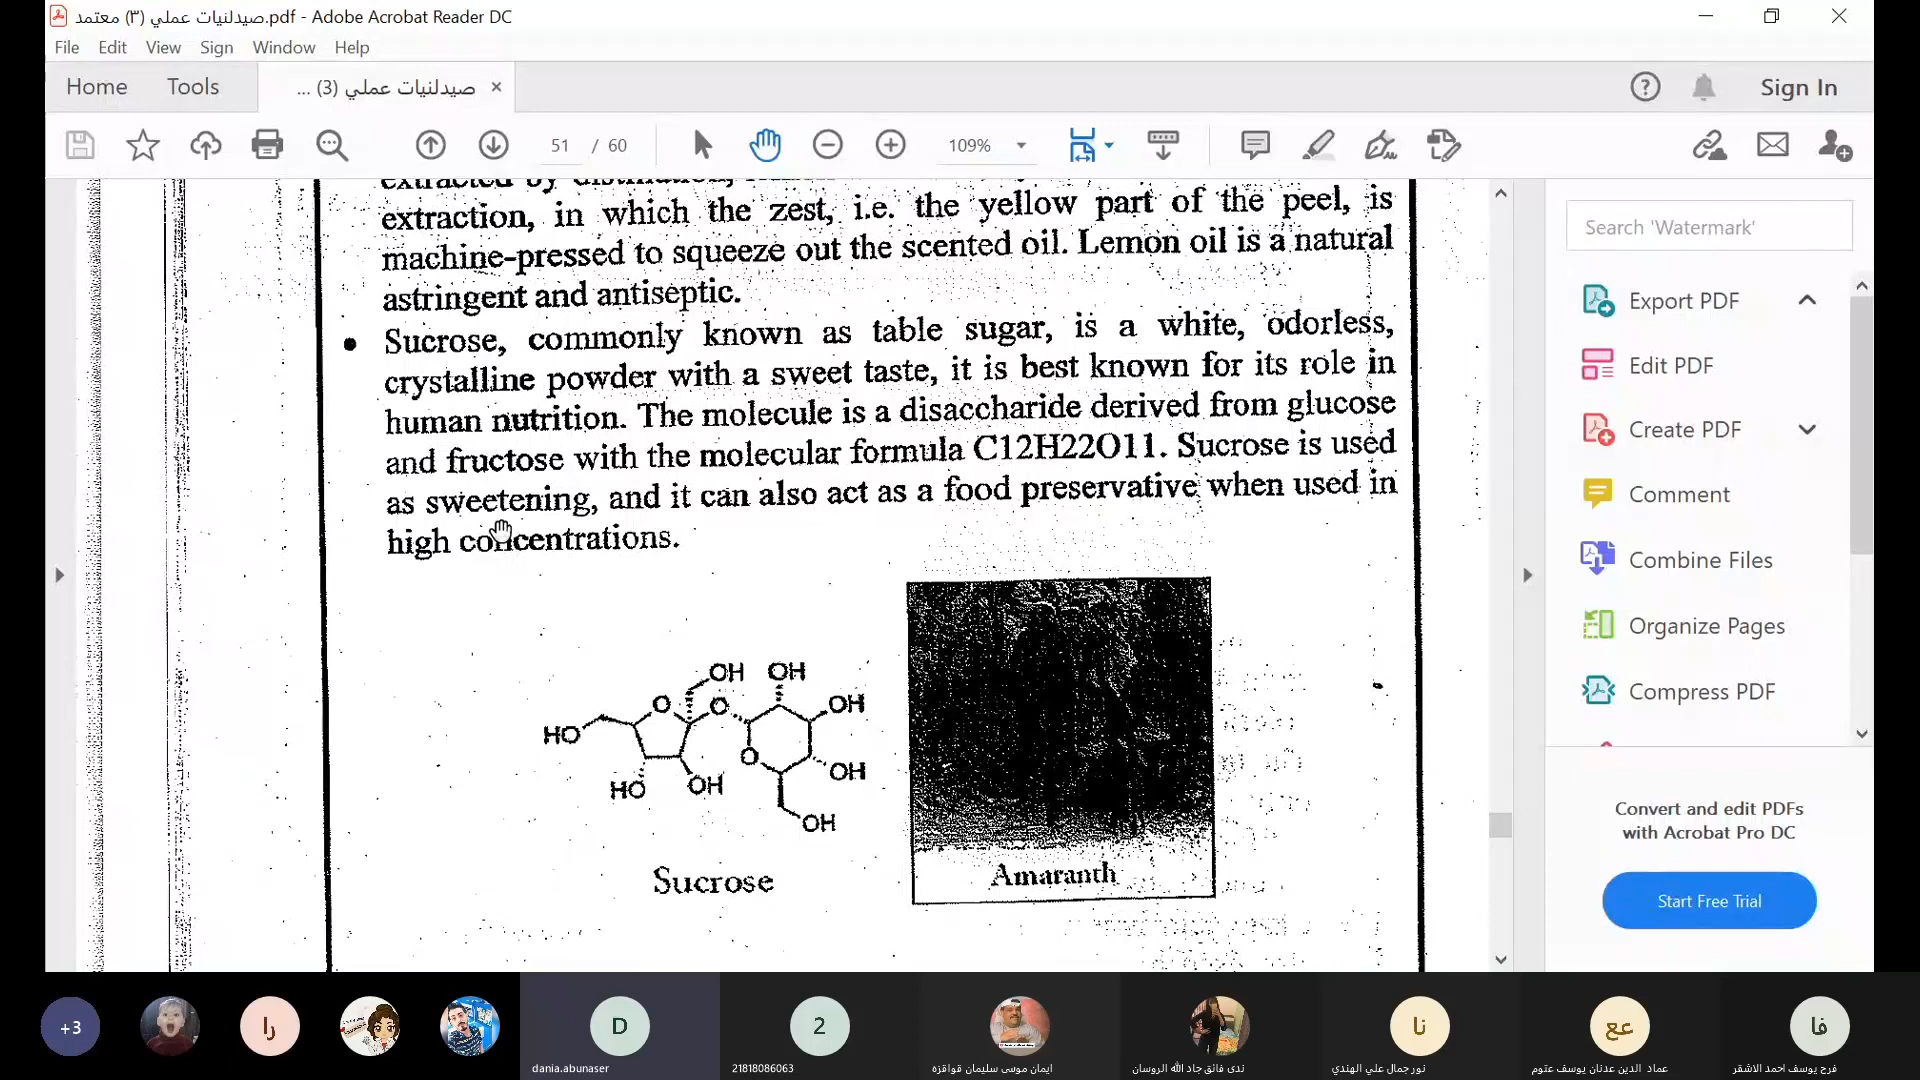 صيدلنيات عملي (٣) معتمد.pdf - Adobe Acrobat Reader DC
File Edit View Sign Window Help
Home Tools صيدلنيات عملي (3) ... × Sign In
51 / 60 109%
extracted by distillation,
extraction, in which the zest, i.e. the yellow part of the peel, is
machine-pressed to squeeze out the scented oil. Lemon oil is a natural
astringent and antiseptic.
• Sucrose, commonly known as table sugar, is a white, odorless,
crystalline powder with a sweet taste, it is best known for its role in
human nutrition. The molecule is a disaccharide derived from glucose
and fructose with the molecular formula C12H22O11. Sucrose is used
as sweetening, and it can also act as a food preservative when used in
high concentrations.
OH OH
O O OH
HO
O
OH
HO OH
OH
Sucrose
Amaranth
Search 'Watermark'
Export PDF
Edit PDF
Create PDF
Comment
Combine Files
Organize Pages
Compress PDF
Convert and edit PDFs
with Acrobat Pro DC
Start Free Trial
+3 را D 2 نا عع فا
dania.abunaser
21818086063
ايمان موسى سليمان قواقزه
ندى فائق جاد الله الروسان
نور جمال علي الهندي
عماد الدين عدنان يوسف عتوم
فرح يوسف احمد الاشقر